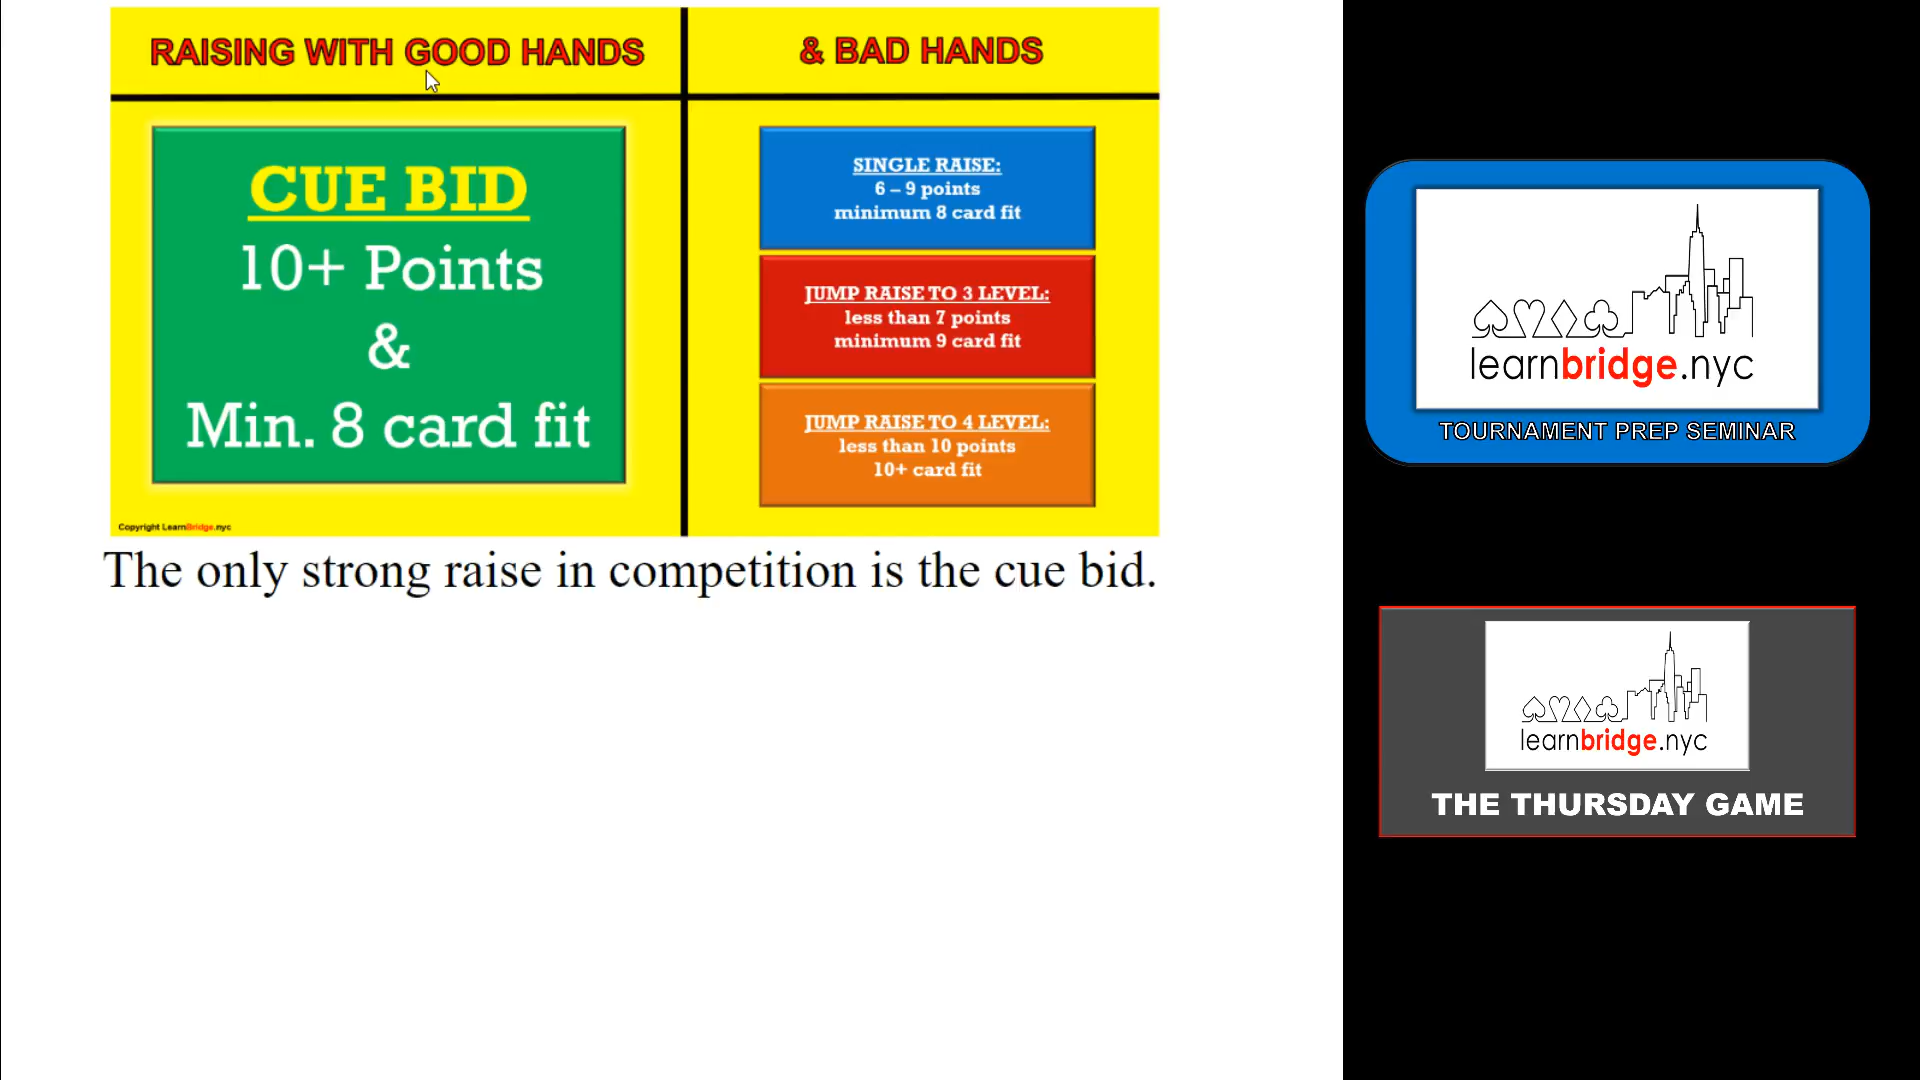 RAISING WITH GOOD HANDS
& BAD HANDS
CUE BID
10+ Points
&
Min. 8 card fit
SINGLE RAISE:
6 – 9 points
minimum 8 card fit
JUMP RAISE TO 3 LEVEL:
less than 7 points
minimum 9 card fit
JUMP RAISE TO 4 LEVEL:
less than 10 points
10+ card fit
Copyright LearnBridge.nyc
The only strong raise in competition is the cue bid.
learnbridge.nyc
TOURNAMENT PREP SEMINAR
learnbridge.nyc
THE THURSDAY GAME